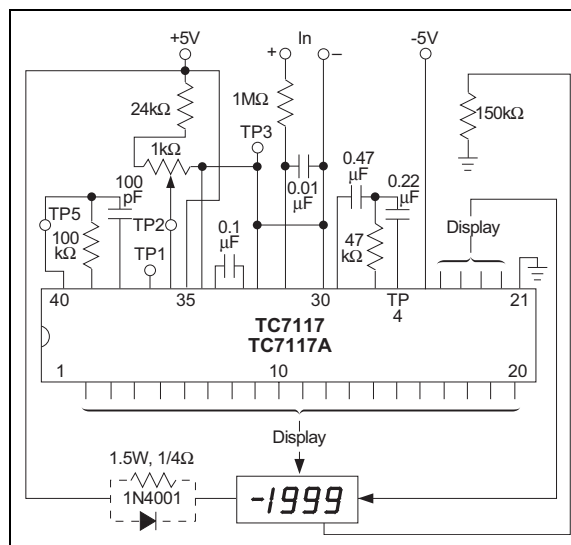 +5V
In
-5V
+
–
24kΩ
1MΩ
150kΩ
TP3
1kΩ
0.47
µF
0.22
µF
100
pF
0.01
µF
TP5
TP2
Display
100
kΩ
0.1
µF
47
kΩ
TP1
40
35
30
TP
4
21
TC7117
TC7117A
1
10
20
Display
1.5W, 1/4Ω
1N4001
-1999